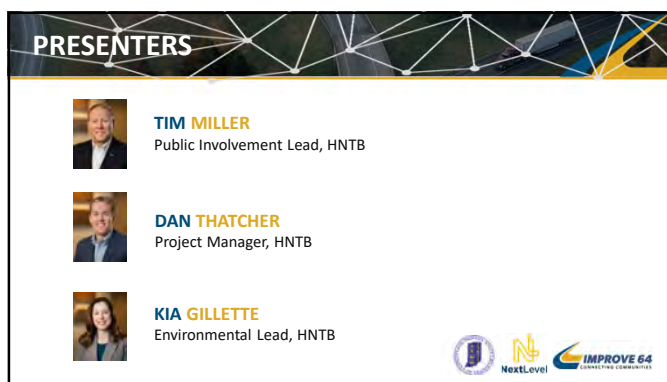 PRESENTERS
TIM MILLER
Public Involvement Lead, HNTB
DAN THATCHER
Project Manager, HNTB
KIA GILLETTE
Environmental Lead, HNTB
NextLevel
IMPROVE 64
CONNECTING COMMUNITIES